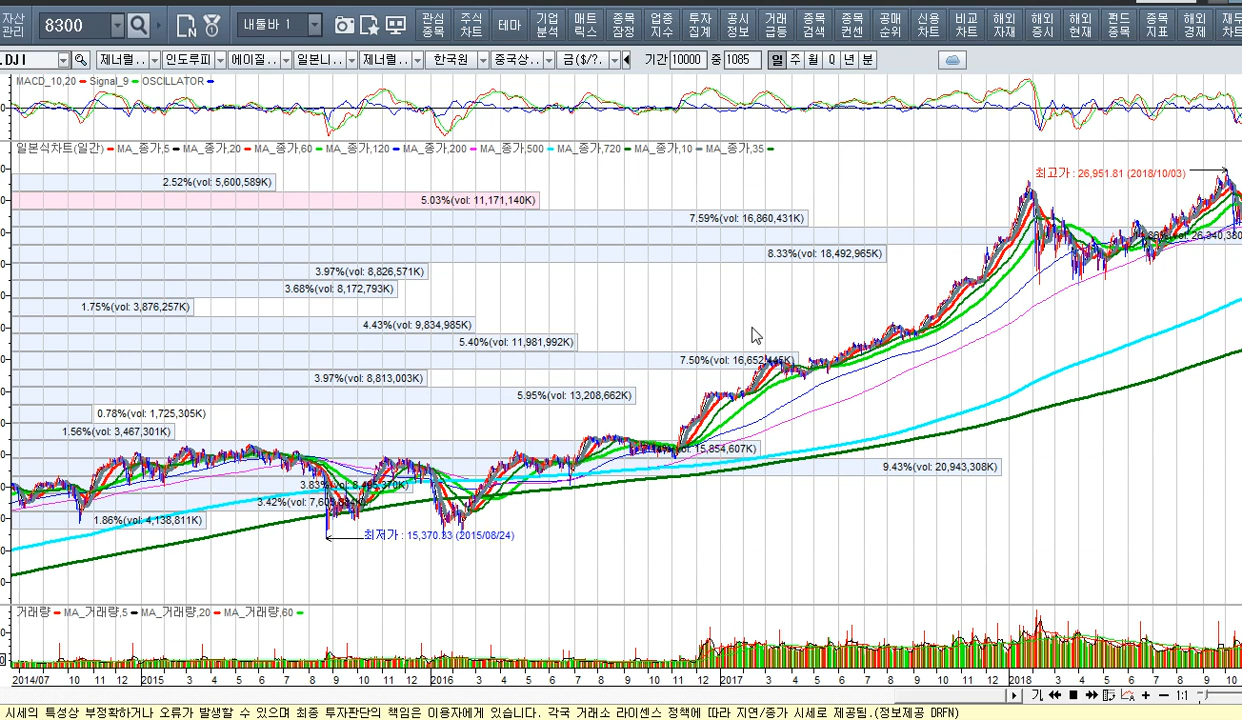 자산 관리 8300 내툴바 1 관심 종목 주식 차트 테마 기업 분석 매트 릭스 종목 잠정 업종 지수 투자 집계 공시 정보 거래 급등 종목 검색 종목 컨센 공매 순위 신용 차트 비교 차트 해외 자재 해외 증시 해외 현재 펀드 종목 종목 지표 해외 경제 재무 차트
.DJI 제너럴.. 인도루피 에이질.. 일본니.. 제너럴.. 한국원 중국상.. 금($/?. 기간 10000 중 1085 일 주 월 Q 년 분
MACD_10,20 Signal_9 OSCILLATOR
일본식차트(일간) MA_종가,5 MA_종가,20 MA_종가,60 MA_종가,120 MA_종가,200 MA_종가,500 MA_종가,720 MA_종가,10 MA_종가,35
최고가 : 26,951.81 (2018/10/03)
2.52%(vol: 5,600,589K)
5.03%(vol: 11,171,140K)
7.59%(vol: 16,860,431K)
26,340,380
8.33%(vol: 18,492,965K)
3.97%(vol: 8,826,571K)
3.68%(vol: 8,172,793K)
1.75%(vol: 3,876,257K)
4.43%(vol: 9,834,985K)
5.40%(vol: 11,981,992K)
7.50%(vol: 16,652,445K)
3.97%(vol: 8,813,003K)
5.95%(vol: 13,208,662K)
0.78%(vol: 1,725,305K)
1.56%(vol: 3,467,301K)
15,854,607K)
9.43%(vol: 20,943,308K)
3.83%
3.42%(vol:
1.86%(vol: 4,138,811K)
최저가 : 15,370.33 (2015/08/24)
거래량 MA_거래량,5 MA_거래량,20 MA_거래량,60
2014/07 10 11 12 2015 3 4 5 6 7 8 9 10 11 12 2016 3 4 5 6 7 8 9 10 11 12 2017 3 4 5 6 7 8 9 10 11 12 2018 3 4 5 6 7 8 9 10
1:1
시세의 특성상 부정확하거나 오류가 발생할 수 있으며 최종 투자판단의 책임은 이용자에게 있습니다. 각국 거래소 라이센스 정책에 따라 지연/종가 시세로 제공됨.(정보제공 DRFN)